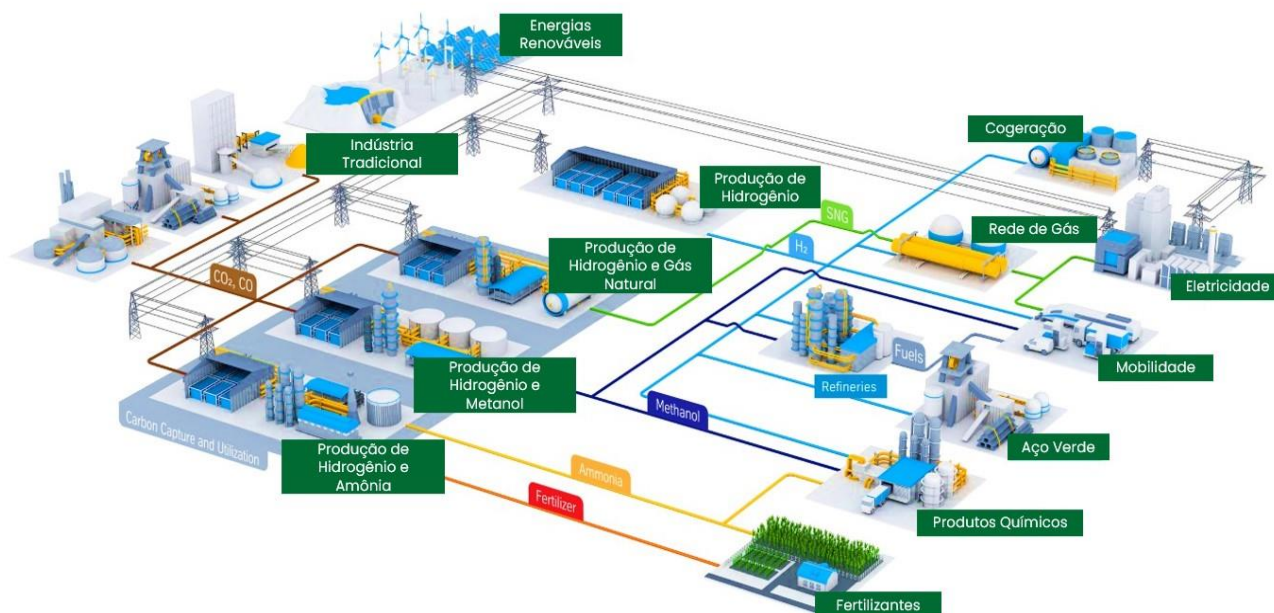 Energias
Renováveis
Indústria
Tradicional
Cogeração
Produção de
Hidrogênio
SNG
Rede de Gás
H₂
Produção de
Hidrogênio e Gás
Natural
CO₂, CO
Eletricidade
Fuels
Mobilidade
Produção de
Hidrogênio e
Metanol
Refineries
Methanol
Carbon Capture and Utilization
Aço Verde
Produção de
Hidrogênio e
Amônia
Ammonia
Fertilizer
Produtos Químicos
Fertilizantes